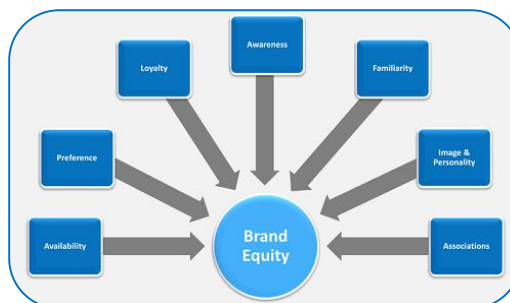 Awareness
Loyalty
Familiarity
Preference
Image &
Personality
Availability
Brand
Equity
Associations